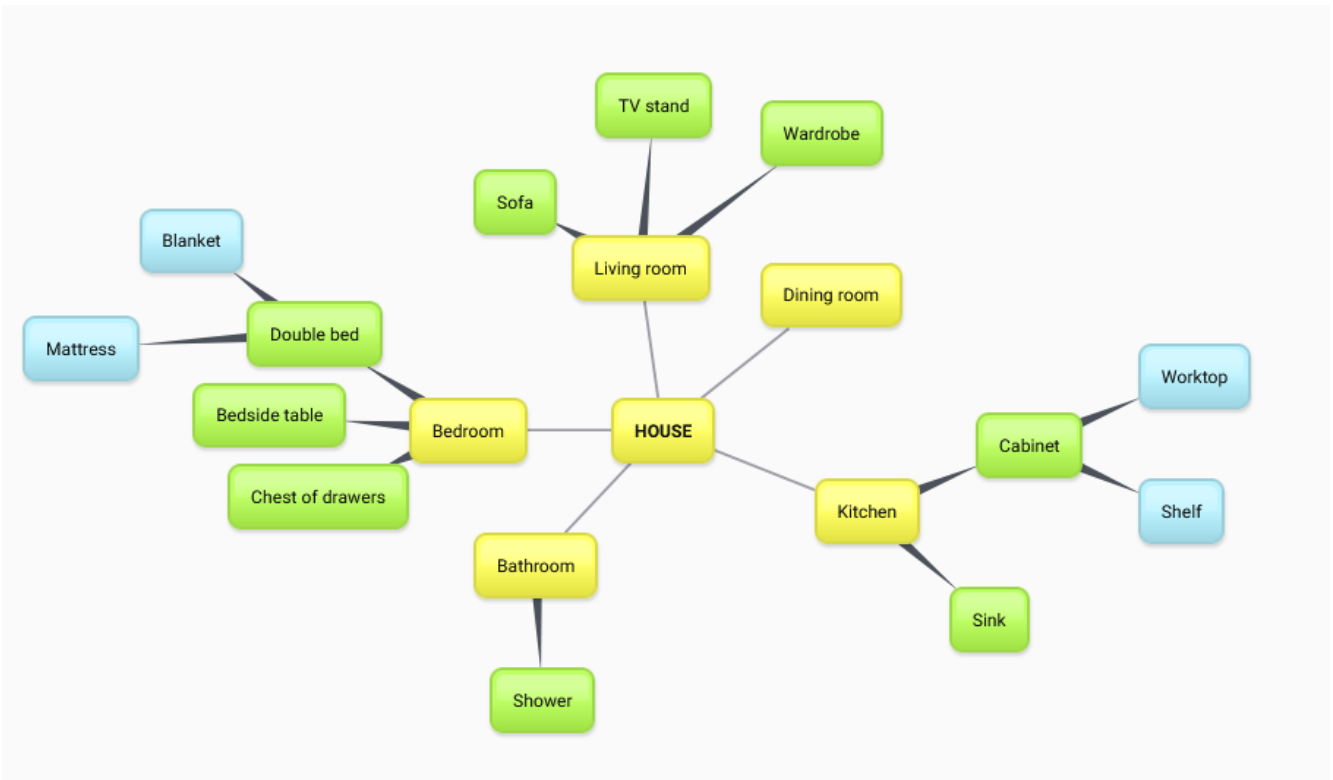 TV stand
Wardrobe
Sofa
Blanket
Living room
Dining room
Double bed
Mattress
Worktop
Bedside table
Bedroom
HOUSE
Cabinet
Chest of drawers
Kitchen
Shelf
Bathroom
Sink
Shower